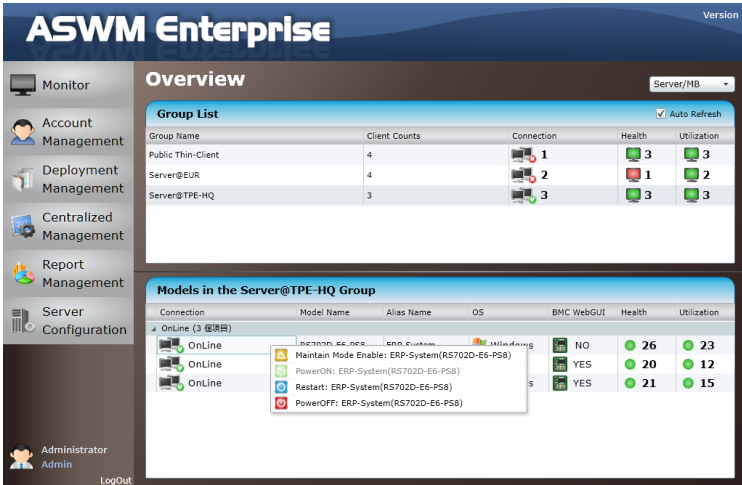 ASWM Enterprise
Version
Monitor
Account Management
Deployment Management
Centralized Management
Report Management
Server Configuration
Administrator
Admin
LogOut
Overview
Server/MB
Group List
Auto Refresh
Group Name Client Counts Connection Health Utilization
Public Thin-Client 4 1 3 3
Server@EUR 4 2 1 2
Server@TPE-HQ 3 3 3 3
Models in the Server@TPE-HQ Group
Connection Model Name Alias Name OS BMC WebGUI Health Utilization
OnLine (3 個項目)
OnLine RS702D-E6-PS8 ERP-System Windows NO 26 23
OnLine YES 20 12
OnLine YES 21 15
Maintain Mode Enable: ERP-System(RS702D-E6-PS8)
PowerON: ERP-System(RS702D-E6-PS8)
Restart: ERP-System(RS702D-E6-PS8)
PowerOFF: ERP-System(RS702D-E6-PS8)